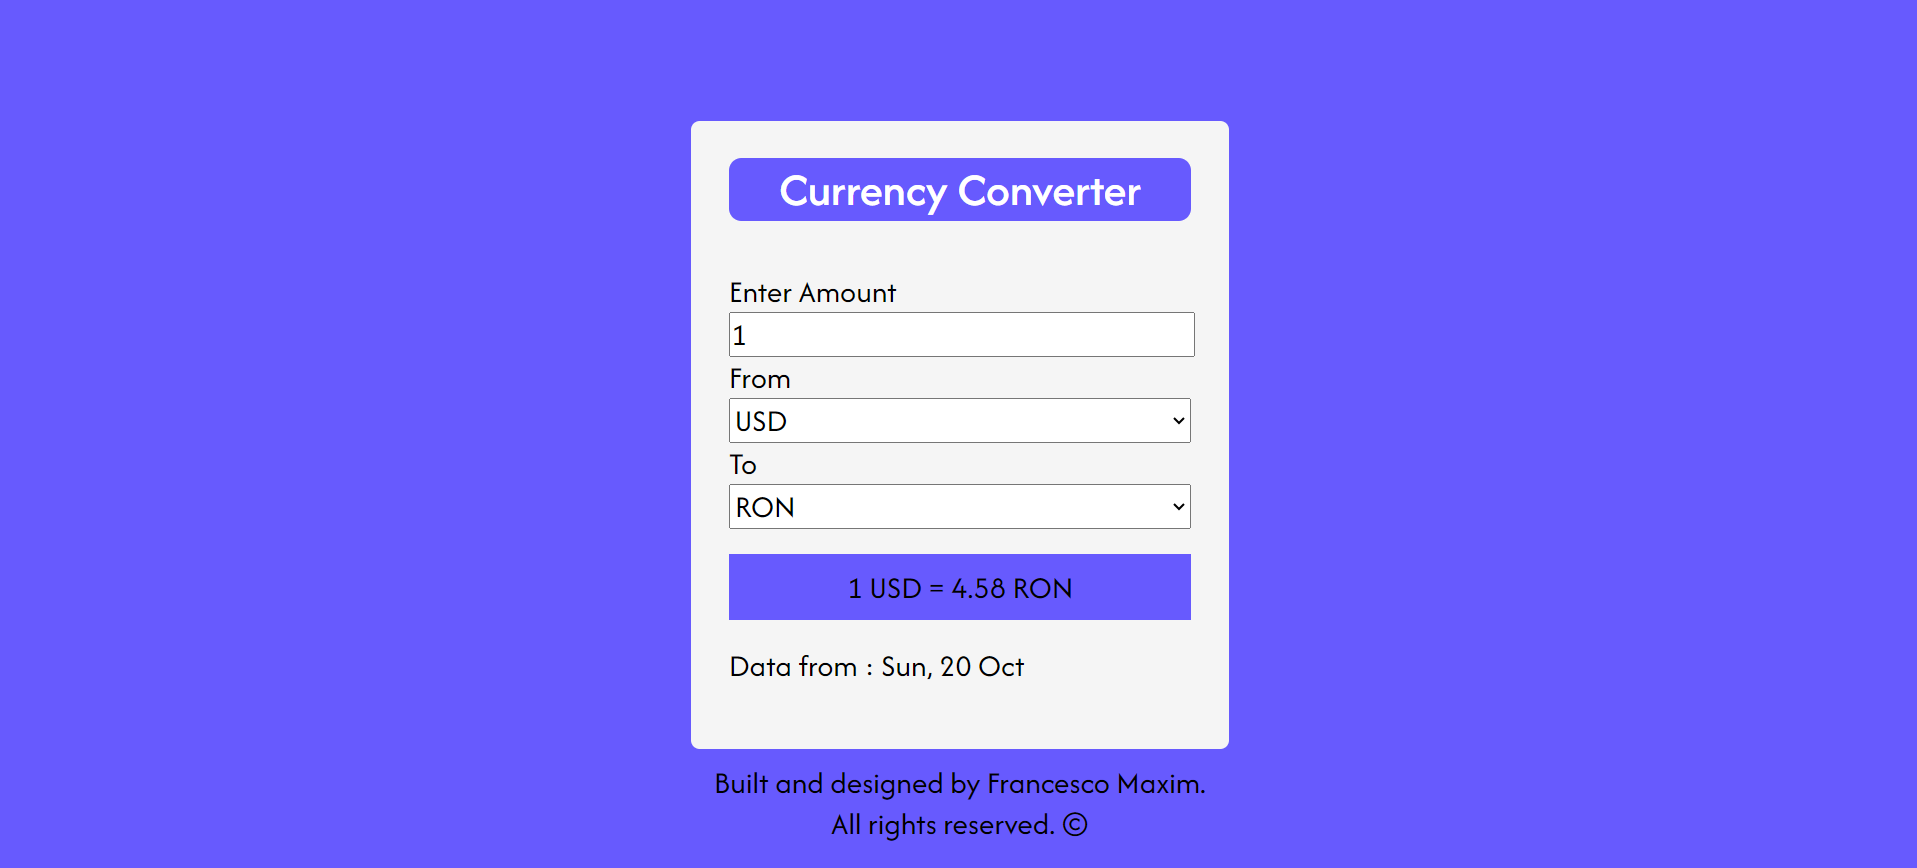 Currency Converter
Enter Amount
1
From
USD
To
RON
1 USD = 4.58 RON
Data from : Sun, 20 Oct
Built and designed by Francesco Maxim.
All rights reserved. ©